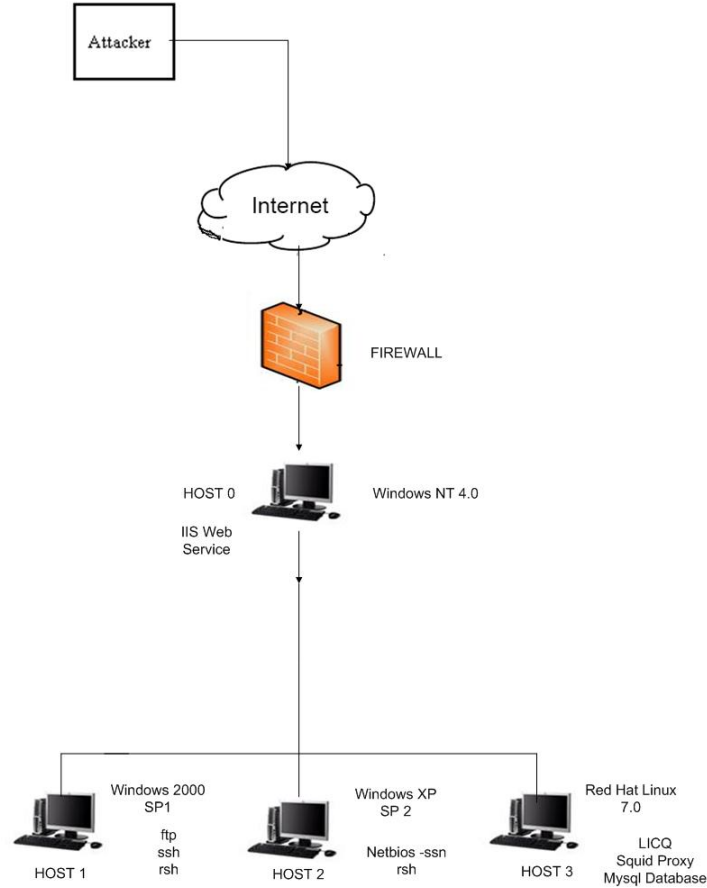 Attacker
Internet
FIREWALL
HOST 0
Windows NT 4.0
IIS Web
Service
Windows 2000
SP1
ftp
ssh
rsh
HOST 1
Windows XP
SP 2
Netbios -ssn
rsh
HOST 2
Red Hat Linux
7.0
LICQ
Squid Proxy
Mysql Database
HOST 3